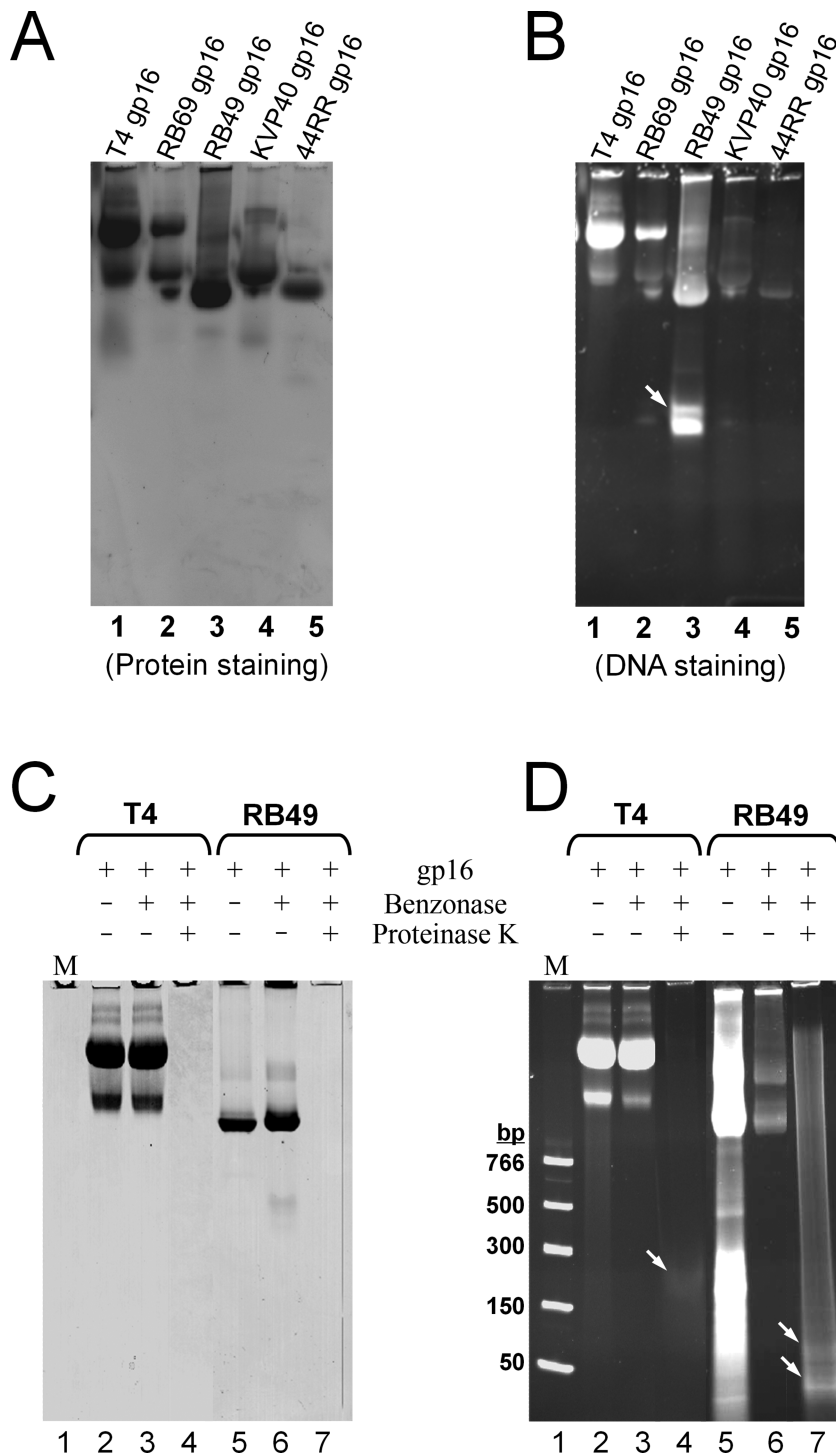 A
T4 gp16
RB69 gp16
RB49 gp16
KVP40 gp16
44RR gp16
1 2 3 4 5
(Protein staining)
B
T4 gp16
RB69 gp16
RB49 gp16
KVP40 gp16
44RR gp16
1 2 3 4 5
(DNA staining)
C
T4 RB49
+ + + + + + gp16
- + + - + + Benzonase
- - + - - + Proteinase K
M
1 2 3 4 5 6 7
D
T4 RB49
+ + + + + +
- + + - + +
- - + - - +
M
bp
766
500
300
150
50
1 2 3 4 5 6 7